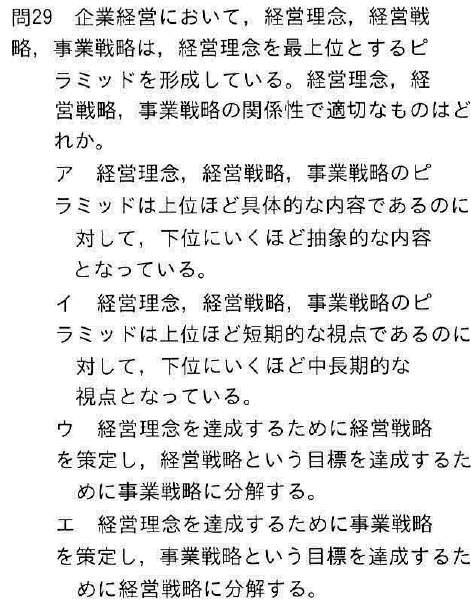 問29　企業経営において，経営理念，経営戦
略，事業戦略は，経営理念を最上位とするピ
ラミッドを形成している。経営理念，経
営戦略，事業戦略の関係性で適切なものはど
れか。
ア　経営理念，経営戦略，事業戦略のピ
ラミッドは上位ほど具体的な内容であるのに
対して，下位にいくほど抽象的な内容
となっている。
イ　経営理念，経営戦略，事業戦略のピ
ラミッドは上位ほど短期的な視点であるのに
対して，下位にいくほど中長期的な
視点となっている。
ウ　経営理念を達成するために経営戦略
を策定し，経営戦略という目標を達成するた
めに事業戦略に分解する。
エ　経営理念を達成するために事業戦略
を策定し，事業戦略という目標を達成するた
めに経営戦略に分解する。